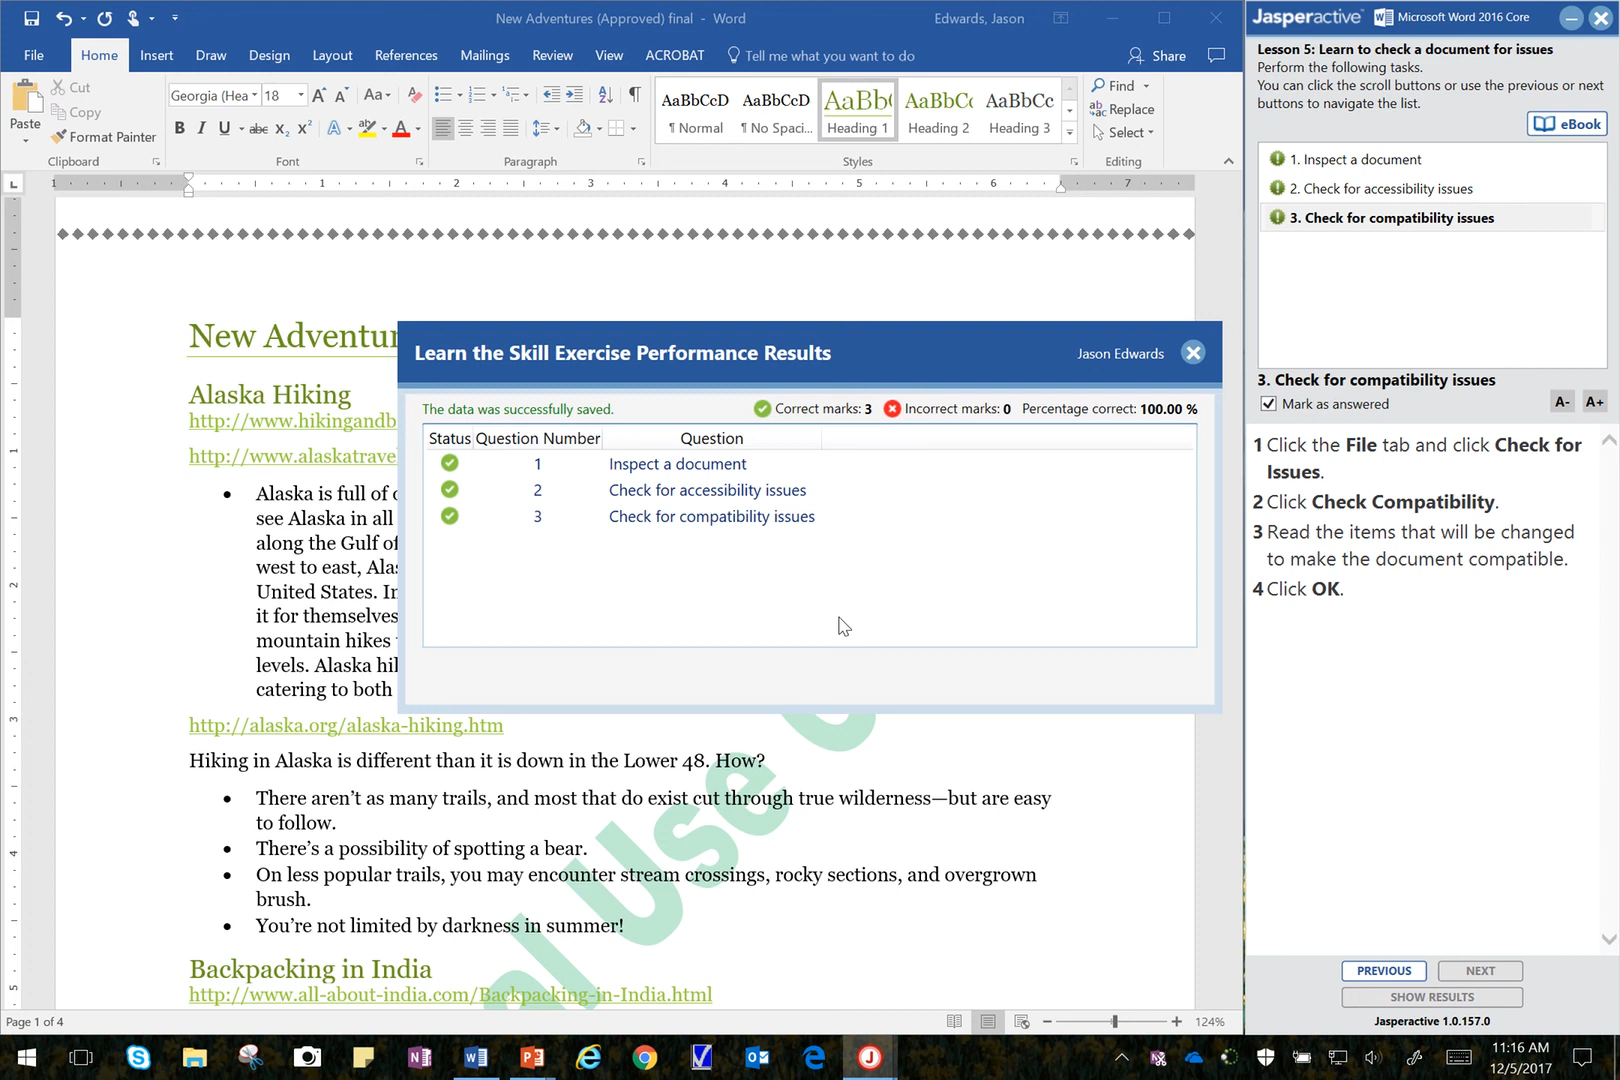 New Adventures (Approved) final - Word
Edwards, Jason
File
Home
Insert
Draw
Design
Layout
References
Mailings
Review
View
ACROBAT
Tell me what you want to do
Share
Paste
Cut
Copy
Format Painter
Clipboard
Georgia (Hea
18
Font
Paragraph
AaBbCcD
¶ Normal
AaBbCcD
¶ No Spaci...
AaBb(
Heading 1
AaBbCc
Heading 2
AaBbCc
Heading 3
Styles
Find
Replace
Select
Editing
1 1 2 3 4 5 6 7
New Adventur
Alaska Hiking
http://www.hikingandb
http://www.alaskatrave
• Alaska is full of
see Alaska in all
along the Gulf of
west to east, Alas
United States. In
it for themselves
mountain hikes
levels. Alaska hil
catering to both
http://alaska.org/alaska-hiking.htm
Hiking in Alaska is different than it is down in the Lower 48. How?
• There aren't as many trails, and most that do exist cut through true wilderness—but are easy
to follow.
• There's a possibility of spotting a bear.
• On less popular trails, you may encounter stream crossings, rocky sections, and overgrown
brush.
• You're not limited by darkness in summer!
Backpacking in India
http://www.all-about-india.com/Backpacking-in-India.html
al Use O
Learn the Skill Exercise Performance Results
Jason Edwards
The data was successfully saved.
Correct marks: 3
Incorrect marks: 0
Percentage correct: 100.00 %
Status Question Number Question
1 Inspect a document
2 Check for accessibility issues
3 Check for compatibility issues
Page 1 of 4
124%
Jasperactive
Microsoft Word 2016 Core
Lesson 5: Learn to check a document for issues
Perform the following tasks.
You can click the scroll buttons or use the previous or next
buttons to navigate the list.
eBook
1. Inspect a document
2. Check for accessibility issues
3. Check for compatibility issues
3. Check for compatibility issues
Mark as answered
A-
A+
1 Click the File tab and click Check for
Issues.
2 Click Check Compatibility.
3 Read the items that will be changed
to make the document compatible.
4 Click OK.
PREVIOUS
NEXT
SHOW RESULTS
Jasperactive 1.0.157.0
11:16 AM
12/5/2017